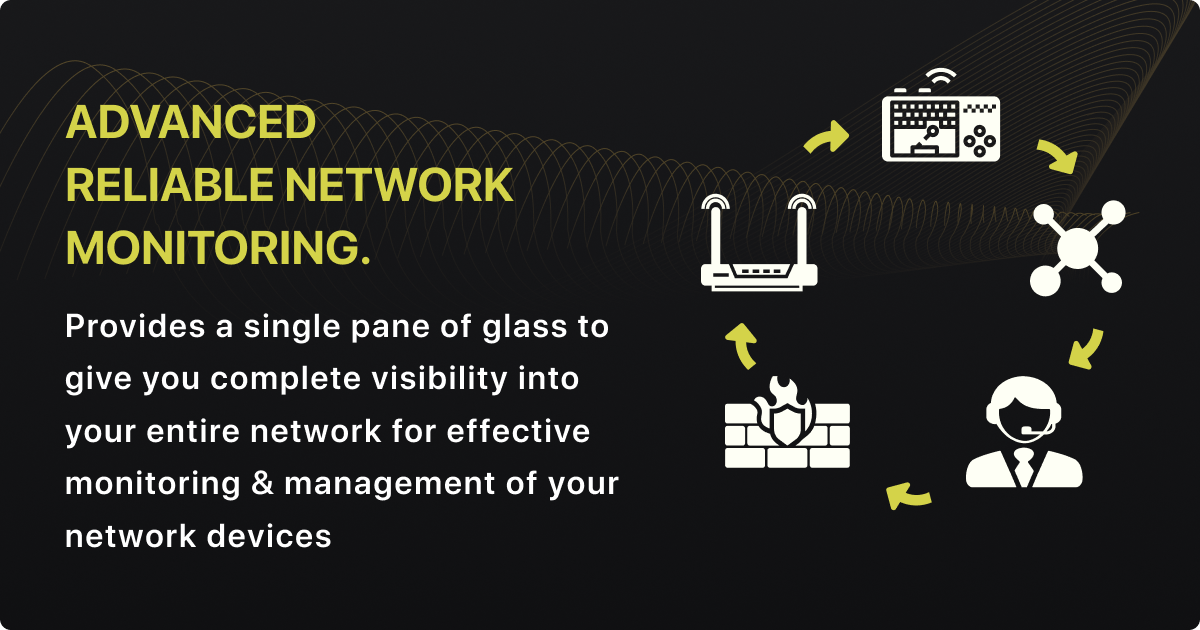 ADVANCED
RELIABLE NETWORK
MONITORING.
Provides a single pane of glass to
give you complete visibility into
your entire network for effective
monitoring & management of your
network devices